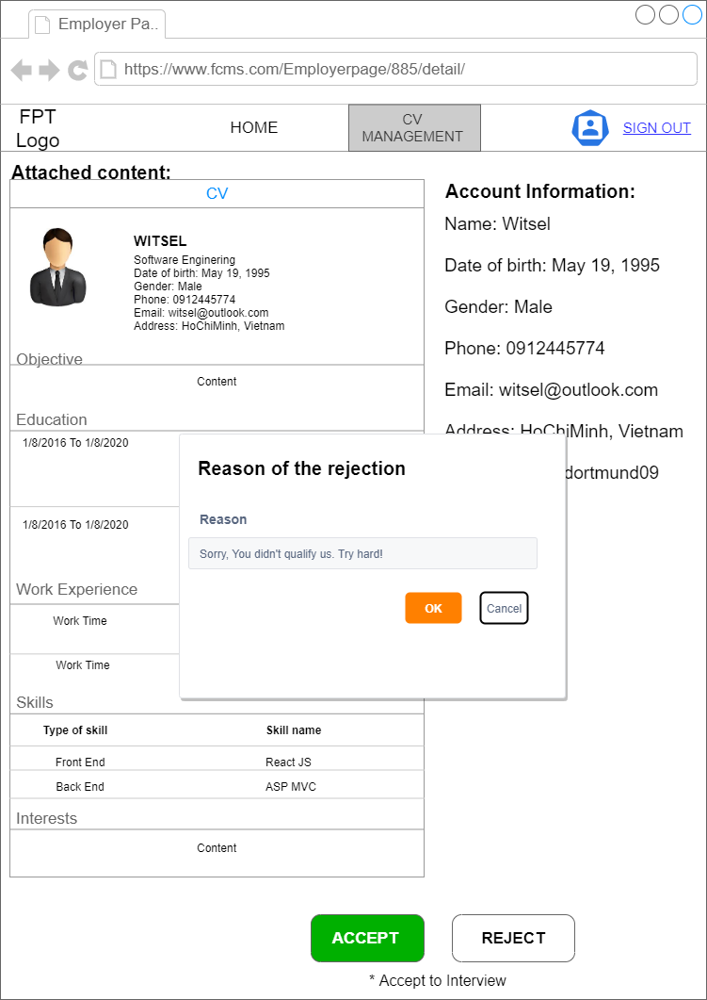 Employer Pa..
https://www.fcms.com/Employerpage/885/detail/
FPT
Logo
HOME
CV
MANAGEMENT
SIGN OUT
Attached content:
CV
WITSEL
Software Enginering
Date of birth: May 19, 1995
Gender: Male
Phone: 0912445774
Email: witsel@outlook.com
Address: HoChiMinh, Vietnam
Objective
Content
Education
1/8/2016 To 1/8/2020
1/8/2016 To 1/8/2020
Work Experience
Work Time
Work Time
Skills
Type of skill Skill name
Front End React JS
Back End ASP MVC
Interests
Content
Account Information:
Name: Witsel
Date of birth: May 19, 1995
Gender: Male
Phone: 0912445774
Email: witsel@outlook.com
Address: HoChiMinh, Vietnam
dortmund09
Reason of the rejection
Reason
Sorry, You didn't qualify us. Try hard!
OK Cancel
ACCEPT REJECT
* Accept to Interview